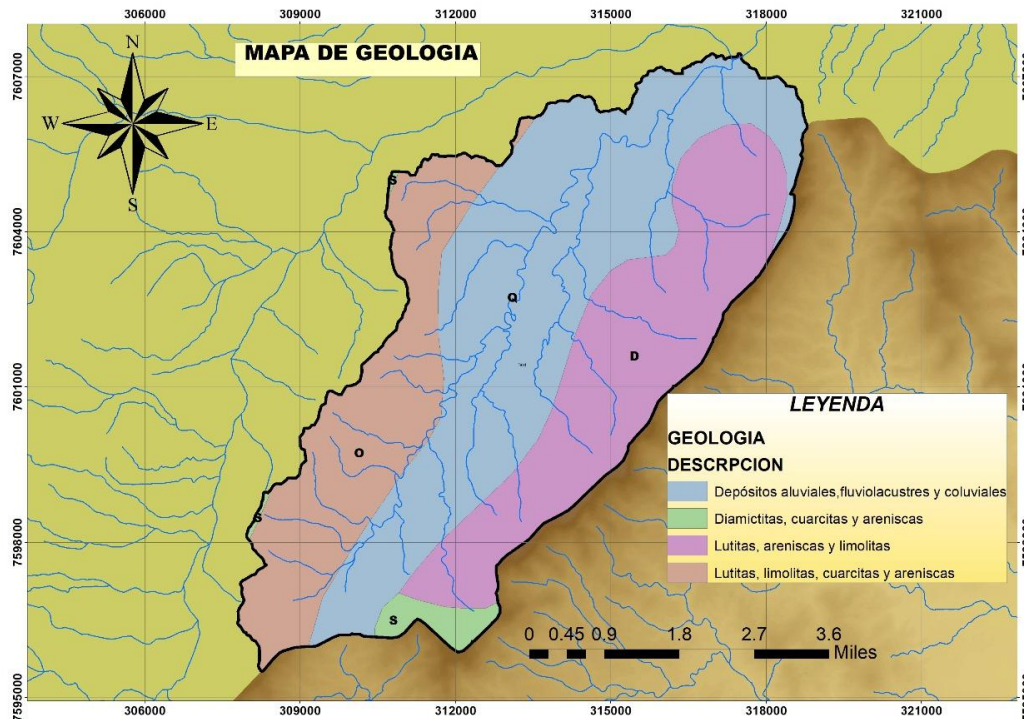 306000 309000 312000 315000 318000 321000
MAPA DE GEOLOGIA
N
W E
S
7607000
7604000
7601000
7598000
7595000
S
Q
D
O
S
S
LEYENDA
GEOLOGIA
DESCRPCION
Depósitos aluviales,fluviolacustres y coluviales
Diamictitas, cuarcitas y areniscas
Lutitas, areniscas y limolitas
Lutitas, limolitas, cuarcitas y areniscas
0 0.45 0.9 1.8 2.7 3.6
Miles
306000 309000 312000 315000 318000 321000